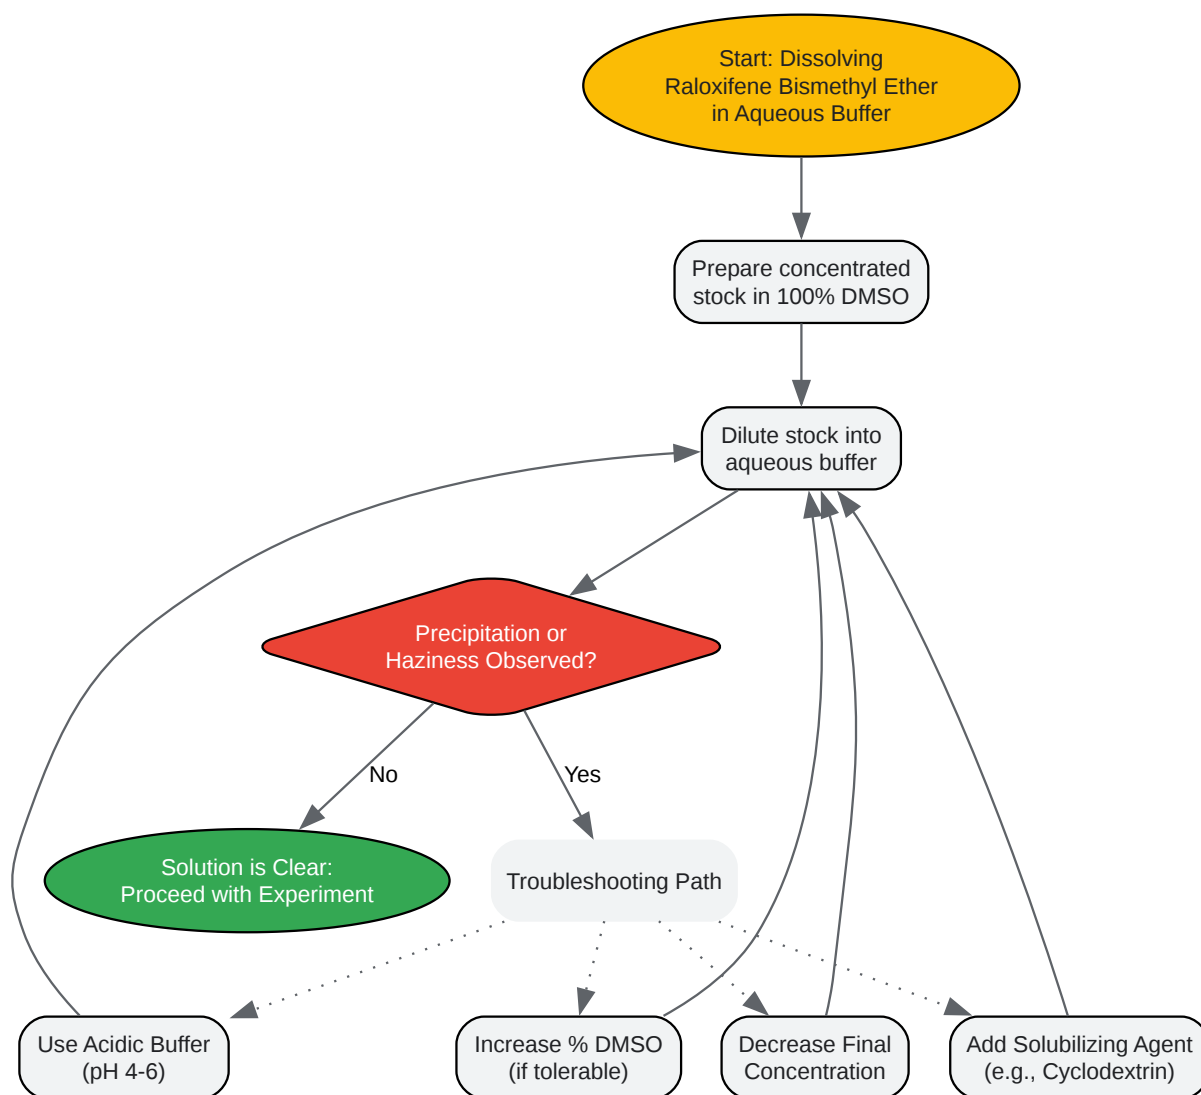 Start: Dissolving
Raloxifene Bismethyl Ether
in Aqueous Buffer
Prepare concentrated
stock in 100% DMSO
Dilute stock into
aqueous buffer
Precipitation or
Haziness Observed?
No
Yes
Solution is Clear:
Proceed with Experiment
Troubleshooting Path
Use Acidic Buffer
(pH 4-6)
Increase % DMSO
(if tolerable)
Decrease Final
Concentration
Add Solubilizing Agent
(e.g., Cyclodextrin)